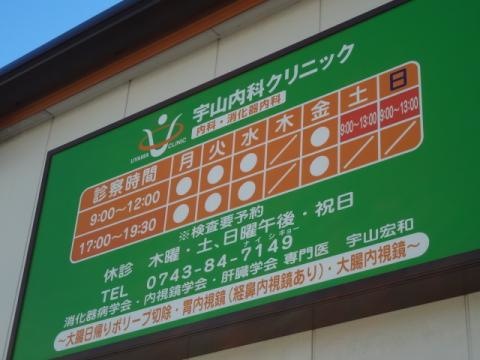 宇山内科クリニック
内科・消化器内科
UYAMA CLINIC
診察時間 月 火 水 木 金 土 日
9:00〜12:00 ● ● ● ／ ● 9:00〜13:00 9:00〜13:00
17:00〜19:30 ● ● ● ／ ● ／ ／
※検査要予約
休診 木曜・土、日曜午後・祝日
ナイシキョー
TEL 0743-84-7149
消化器病学会・内視鏡学会・肝臓学会 専門医 宇山宏和
〜大腸日帰りポリープ切除・胃内視鏡(経鼻内視鏡あり)・大腸内視鏡〜